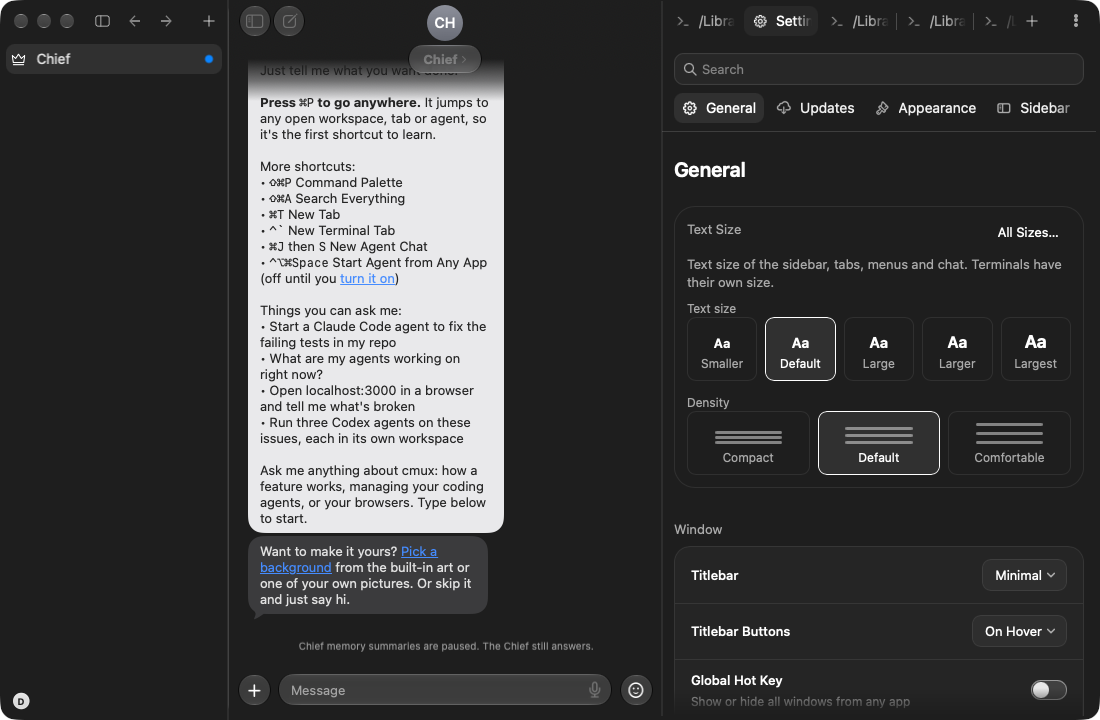 Chief
D
CH
Chief ›
Just tell me what you want done.
Press ⌘P to go anywhere. It jumps to
any open workspace, tab or agent, so
it's the first shortcut to learn.
More shortcuts:
• ⇧⌘P Command Palette
• ⇧⌘A Search Everything
• ⌘T New Tab
• ^` New Terminal Tab
• ⌘J then S New Agent Chat
• ^⌥⌘Space Start Agent from Any App
(off until you turn it on)
Things you can ask me:
• Start a Claude Code agent to fix the
failing tests in my repo
• What are my agents working on
right now?
• Open localhost:3000 in a browser
and tell me what's broken
• Run three Codex agents on these
issues, each in its own workspace
Ask me anything about cmux: how a
feature works, managing your coding
agents, or your browsers. Type below
to start.
Want to make it yours? Pick a
background from the built-in art or
one of your own pictures. Or skip it
and just say hi.
Chief memory summaries are paused. The Chief still answers.
Message
/Libra Settin /Libra /Libra
Search
General Updates Appearance Sidebar
General
Text Size
All Sizes...
Text size of the sidebar, tabs, menus and chat. Terminals have
their own size.
Text size
Aa Aa Aa Aa Aa
Smaller Default Large Larger Largest
Density
Compact Default Comfortable
Window
Titlebar Minimal
Titlebar Buttons On Hover
Global Hot Key
Show or hide all windows from any app